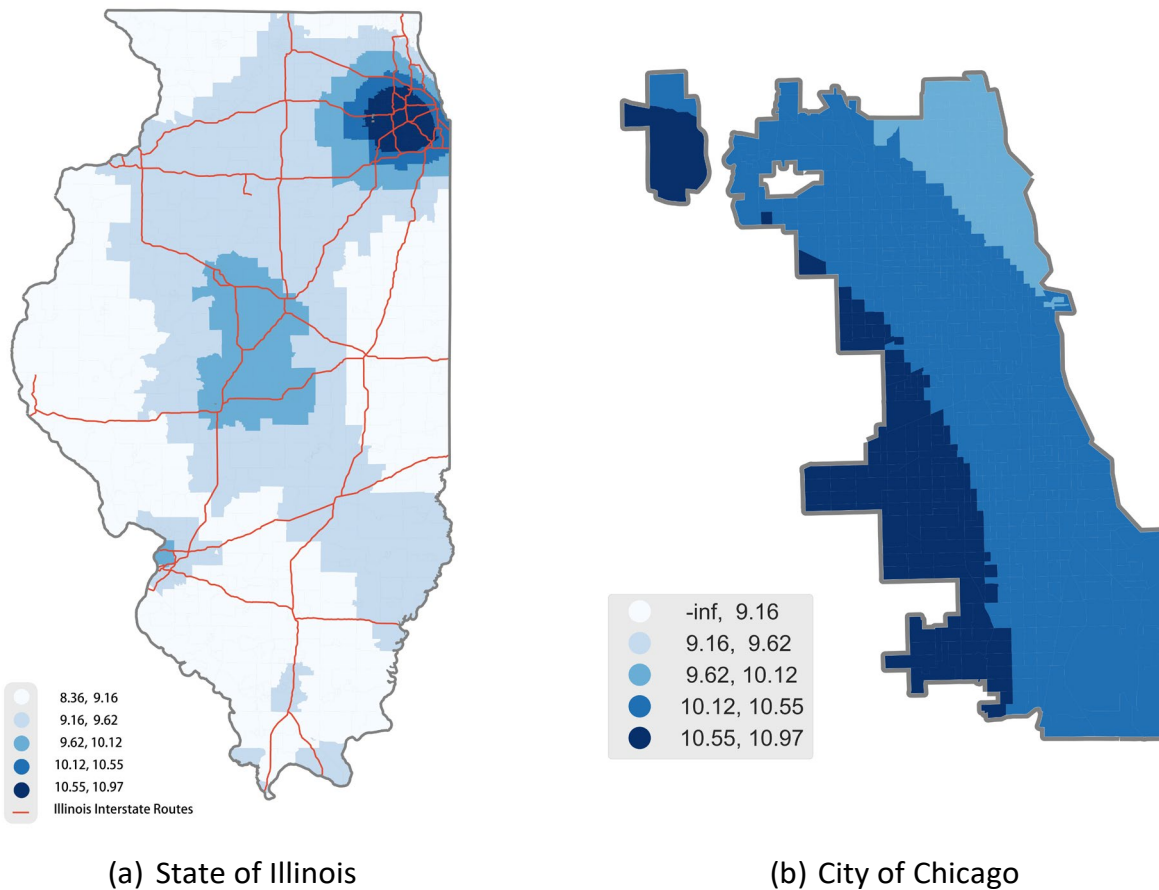 8.36, 9.16
9.16, 9.62
9.62, 10.12
10.12, 10.55
10.55, 10.97
Illinois Interstate Routes
-inf, 9.16
9.16, 9.62
9.62, 10.12
10.12, 10.55
10.55, 10.97
(a) State of Illinois
(b) City of Chicago